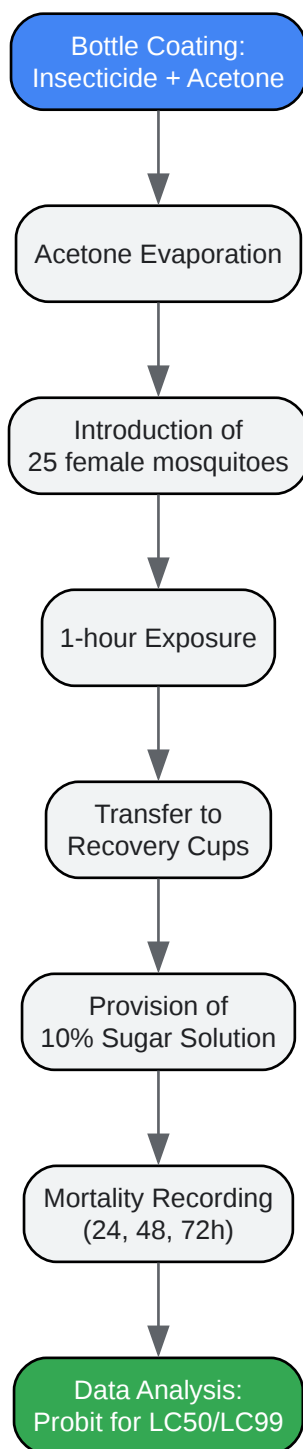 Bottle Coating:
Insecticide + Acetone
Acetone Evaporation
Introduction of
25 female mosquitoes
1-hour Exposure
Transfer to
Recovery Cups
Provision of
10% Sugar Solution
Mortality Recording
(24, 48, 72h)
Data Analysis:
Probit for LC50/LC99